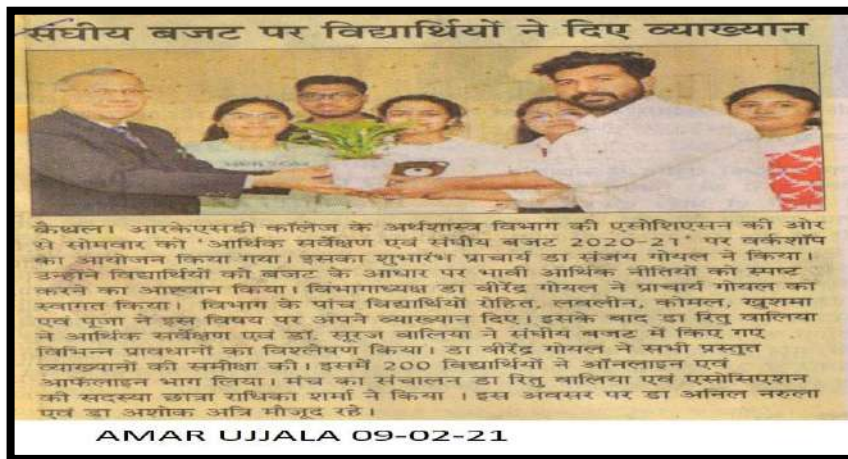 संघीय बजट पर विद्यार्थियों ने दिए व्याख्यान
कैथल। आरकेएसडी कॉलेज के अर्थशास्त्र विभाग की एसोशिएसन की ओर
से सोमवार को 'आर्थिक सर्वेक्षण एवं संघीय बजट 2020-21' पर वर्कशॉप
का आयोजन किया गया। इसका शुभारंभ प्राचार्य डा संजय गोयल ने किया।
उन्होंने विद्यार्थियों को बजट के आधार पर भावी आर्थिक नीतियों को स्पष्ट
करने का आह्वान किया। विभागाध्यक्ष डा वीरेंद्र गोयल ने प्राचार्य गोयल का
स्वागत किया। विभाग के पांच विद्यार्थियों रोहित, लवलीन, कोमल, खुशमा
एवं पूजा ने इस विषय पर अपने व्याख्यान दिए। इसके बाद डा रितु वालिया
ने आर्थिक सर्वेक्षण एवं डॉ. सूरज वालिया ने संघीय बजट में किए गए
विभिन्न प्रावधानों का विश्लेषण किया। डा वीरेंद्र गोयल ने सभी प्रस्तुत
व्याख्यानों की समीक्षा की। इसमें 200 विद्यार्थियों ने ऑनलाइन एवं
आफलाइन भाग लिया। मंच का संचालन डा रितु वालिया एवं एसोसिएशन
की सदस्या छात्रा राधिका शर्मा ने किया । इस अवसर पर डा अनिल नरुला
एवं डा अशोक अत्रि मौजूद रहे।
AMAR UJJALA 09-02-21